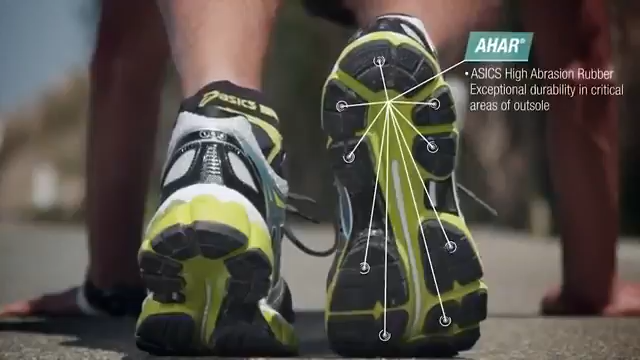 AHAR®
• ASICS High Abrasion Rubber
Exceptional durability in critical
areas of outsole
asics